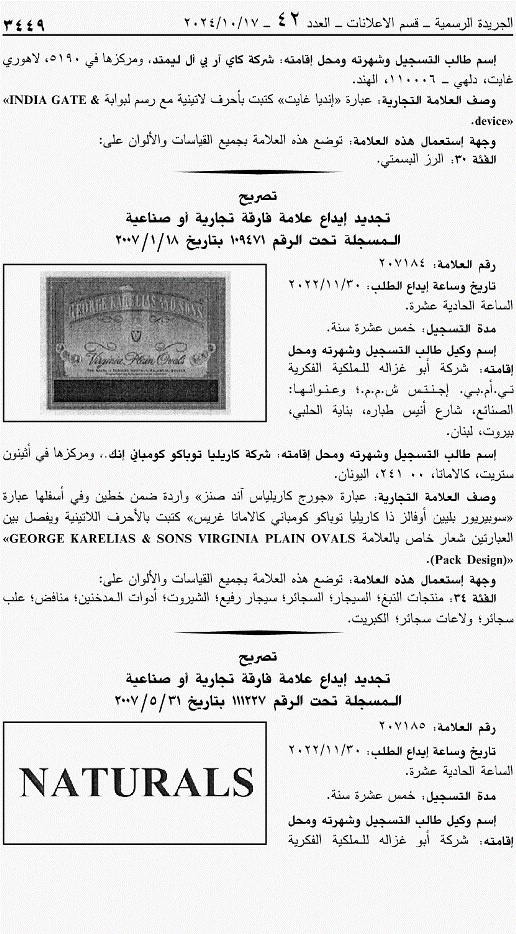 الجريدة الرسمية ـ قسم الاعلانات ـ العدد ٤٢ ـ ٢٠٢٤/١٠/١٧
٣٤٤٩
إسم طالب التسجيل وشهرته ومحل إقامته: شركة كاي آر بي أل ليمتد، ومركزها في ٥١٩٠، لاهوري
غايت، دلهي ـ ١١٠٠٠٦، الهند.
وصف العلامة التجارية: عبارة «إنديا غايت» كتبت بأحرف لاتينية مع رسم لبوابة INDIA GATE &»
«device.
وجهة إستعمال هذه العلامة: توضع هذه العلامة بجميع القياسات والألوان على:
الفئة ٣٠: الرز البسمتي.
تصريح
تجديد إيداع علامة فارقة تجارية أو صناعية
الـمسجلة تحت الرقم ١٠٩٤٧١ بتاريخ ٢٠٠٧/١/١٨
رقم العلامة: ٢٠٧١٨٤
تاريخ وساعة إيداع الطلب: ٢٠٢٢/١١/٣٠
الساعة الحادية عشرة.
مدة التسجيل: خمس عشرة سنة.
إسم وكيل طالب التسجيل وشهرته ومحل
إقامته: شركة أبو غزاله للـملكية الفكرية
تي.أم.بي. إجنتس ش.م.م.؛ وعـنوانـهـا:
الصنائع، شارع أنيس طباره، بناية الحلبي،
بيروت، لبنان.
GEORGE KARELIAS AND SONS
Virginia Plain Ovals
إسم طالب التسجيل وشهرته ومحل إقامته: شركة كاريليا توباكو كومباني إنك.، ومركزها في أثينون
ستريت، كالاماتا، ٠٠ ٢٤١، اليونان.
وصف العلامة التجارية: عبارة «جورج كاريلياس آند صنز» واردة ضمن خطين وفي أسفلها عبارة
«سوبيريور بليين أوفالز ذا كاريليا توباكو كومباني كالاماتا غريس» كتبت بالأحرف اللاتينية ويفصل بين
العبارتين شعار خاص بالعلامة GEORGE KARELIAS & SONS VIRGINIA PLAIN OVALS»
«(Pack Design).
وجهة إستعمال هذه العلامة: توضع هذه العلامة بجميع القياسات والألوان على:
الفئة ٣٤: منتجات التبغ؛ السيجار؛ السجائر؛ سيجار رفيع؛ الشيروت؛ أدوات الـمدخنين؛ منافض؛ علب
سجائر؛ ولاعات سجائر؛ الكبريت.
تصريح
تجديد إيداع علامة فارقة تجارية أو صناعية
الـمسجلة تحت الرقم ١١١٢٢٧ بتاريخ ٢٠٠٧/٥/٣١
رقم العلامة: ٢٠٧١٨٥
تاريخ وساعة إيداع الطلب: ٢٠٢٢/١١/٣٠
الساعة الحادية عشرة.
مدة التسجيل: خمس عشرة سنة.
إسم وكيل طالب التسجيل وشهرته ومحل
إقامته: شركة أبو غزاله للـملكية الفكرية
NATURALS